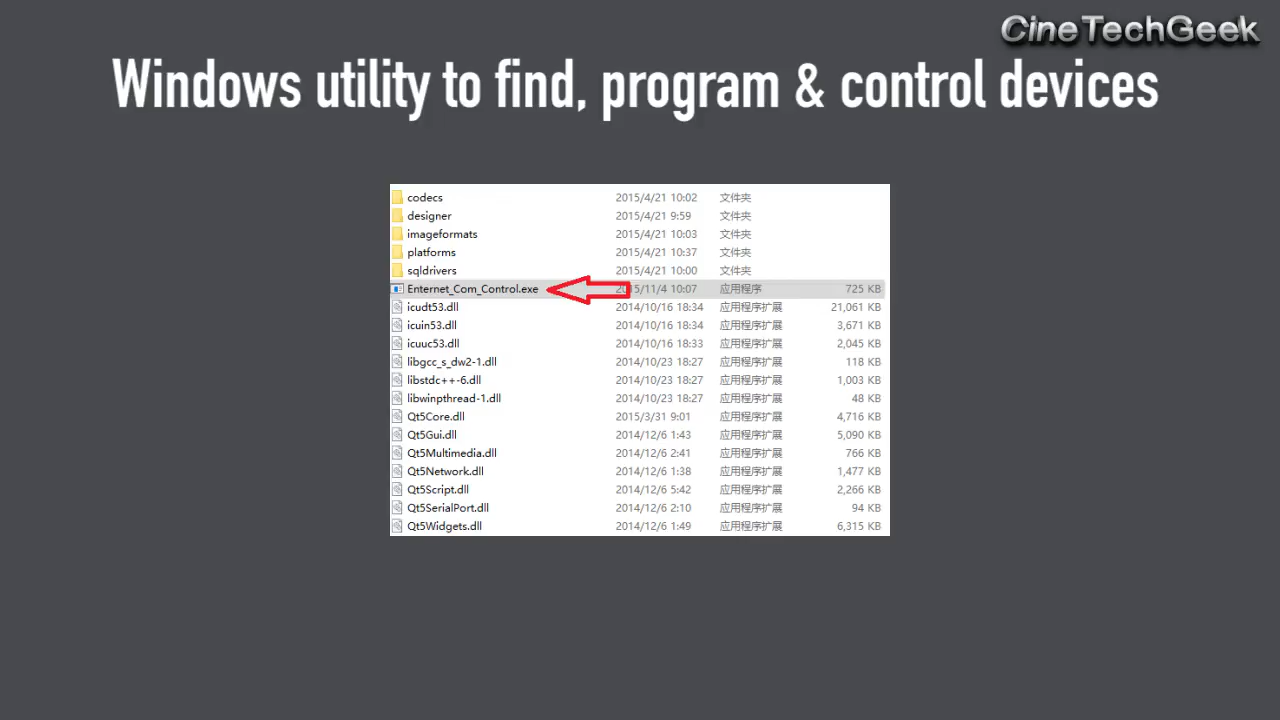 CineTechGeek
Windows utility to find, program & control devices
codecs 2015/4/21 10:02 文件夹
designer 2015/4/21 9:59 文件夹
imageformats 2015/4/21 10:03 文件夹
platforms 2015/4/21 10:37 文件夹
sqldrivers 2015/4/21 10:00 文件夹
Enternet_Com_Control.exe 2015/11/4 10:07 应用程序 725 KB
icudt53.dll 2014/10/16 18:34 应用程序扩展 21,061 KB
icuin53.dll 2014/10/16 18:34 应用程序扩展 3,671 KB
icuuc53.dll 2014/10/16 18:33 应用程序扩展 2,045 KB
libgcc_s_dw2-1.dll 2014/10/23 18:27 应用程序扩展 118 KB
libstdc++-6.dll 2014/10/23 18:27 应用程序扩展 1,003 KB
libwinpthread-1.dll 2014/10/23 18:27 应用程序扩展 48 KB
Qt5Core.dll 2015/3/31 9:01 应用程序扩展 4,716 KB
Qt5Gui.dll 2014/12/6 1:43 应用程序扩展 5,090 KB
Qt5Multimedia.dll 2014/12/6 2:41 应用程序扩展 766 KB
Qt5Network.dll 2014/12/6 1:38 应用程序扩展 1,477 KB
Qt5Script.dll 2014/12/6 5:42 应用程序扩展 2,266 KB
Qt5SerialPort.dll 2014/12/6 2:10 应用程序扩展 94 KB
Qt5Widgets.dll 2014/12/6 1:49 应用程序扩展 6,315 KB